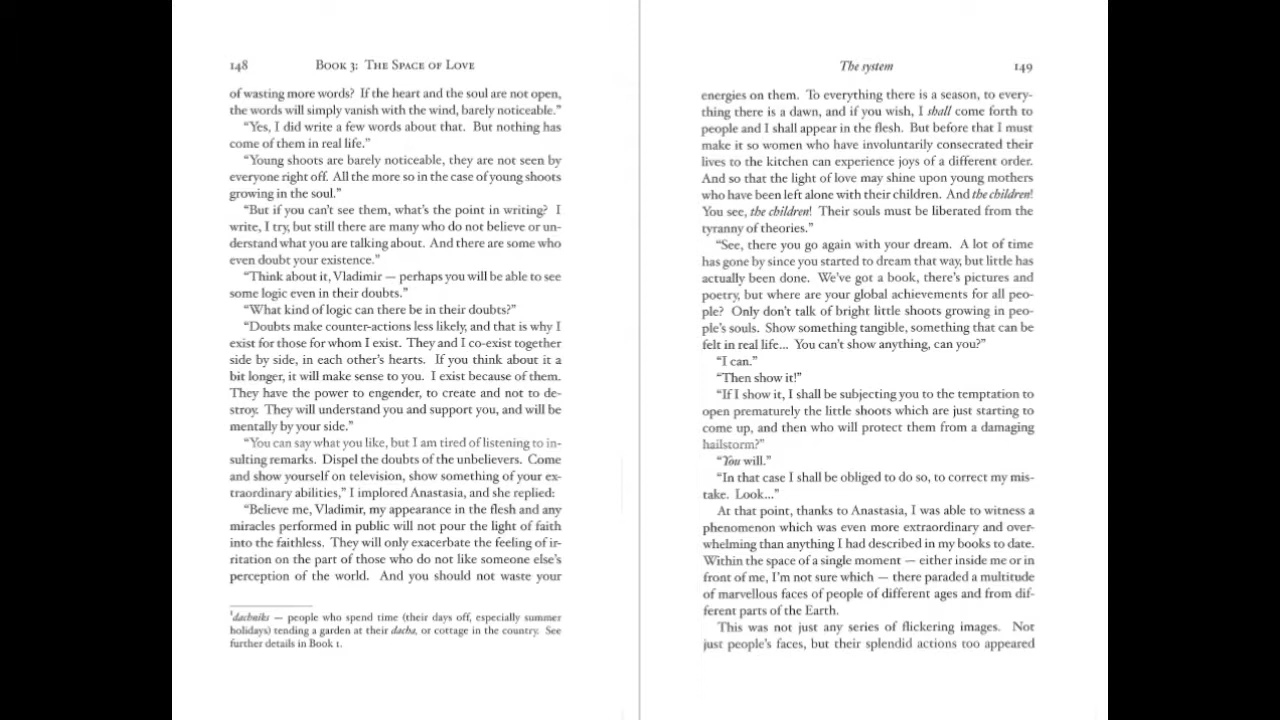 148 Book 3: The Space of Love
of wasting more words? If the heart and the soul are not open,
the words will simply vanish with the wind, barely noticeable.”
“Yes, I did write a few words about that. But nothing has
come of them in real life.”
“Young shoots are barely noticeable, they are not seen by
everyone right off. All the more so in the case of young shoots
growing in the soul.”
“But if you can’t see them, what’s the point in writing? I
write, I try, but still there are many who do not believe or un-
derstand what you are talking about. And there are some who
even doubt your existence.”
“Think about it, Vladimir — perhaps you will be able to see
some logic even in their doubts.”
“What kind of logic can there be in their doubts?”
“Doubts make counter-actions less likely, and that is why I
exist for those for whom I exist. They and I co-exist together
side by side, in each other’s hearts. If you think about it a
bit longer, it will make sense to you. I exist because of them.
They have the power to engender, to create and not to de-
stroy. They will understand you and support you, and will be
mentally by your side.”
“You can say what you like, but I am tired of listening to in-
sulting remarks. Dispel the doubts of the unbelievers. Come
and show yourself on television, show something of your ex-
traordinary abilities,” I implored Anastasia, and she replied:
“Believe me, Vladimir, my appearance in the flesh and any
miracles performed in public will not pour the light of faith
into the faithless. They will only exacerbate the feeling of ir-
ritation on the part of those who do not like someone else’s
perception of the world. And you should not waste your
1dachniks — people who spend time (their days off, especially summer
holidays) tending a garden at their dacha, or cottage in the country. See
further details in Book 1.
The system 149
energies on them. To everything there is a season, to every-
thing there is a dawn, and if you wish, I shall come forth to
people and I shall appear in the flesh. But before that I must
make it so women who have involuntarily consecrated their
lives to the kitchen can experience joys of a different order.
And so that the light of love may shine upon young mothers
who have been left alone with their children. And the children!
You see, the children! Their souls must be liberated from the
tyranny of theories.”
“See, there you go again with your dream. A lot of time
has gone by since you started to dream that way, but little has
actually been done. We’ve got a book, there’s pictures and
poetry, but where are your global achievements for all peo-
ple? Only don’t talk of bright little shoots growing in peo-
ple’s souls. Show something tangible, something that can be
felt in real life... You can’t show anything, can you?”
“I can.”
“Then show it!”
“If I show it, I shall be subjecting you to the temptation to
open prematurely the little shoots which are just starting to
come up, and then who will protect them from a damaging
hailstorm?”
“You will.”
“In that case I shall be obliged to do so, to correct my mis-
take. Look...”
At that point, thanks to Anastasia, I was able to witness a
phenomenon which was even more extraordinary and over-
whelming than anything I had described in my books to date.
Within the space of a single moment — either inside me or in
front of me, I’m not sure which — there paraded a multitude
of marvellous faces of people of different ages and from dif-
ferent parts of the Earth.
This was not just any series of flickering images. Not
just people’s faces, but their splendid actions too appeared